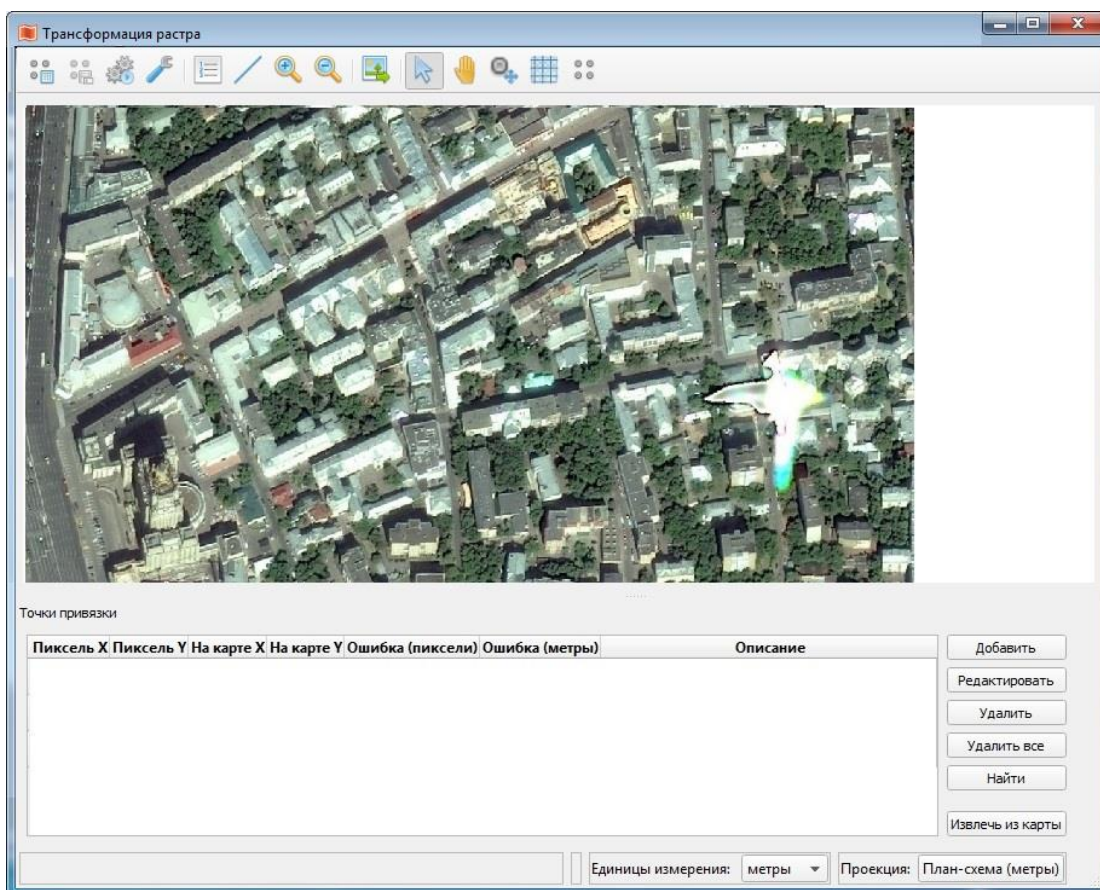 Трансформация растра
Точки привязки
Пиксель X Пиксель Y На карте X На карте Y Ошибка (пиксели) Ошибка (метры) Описание
Добавить
Редактировать
Удалить
Удалить все
Найти
Извлечь из карты
Единицы измерения: метры Проекция: План-схема (метры)